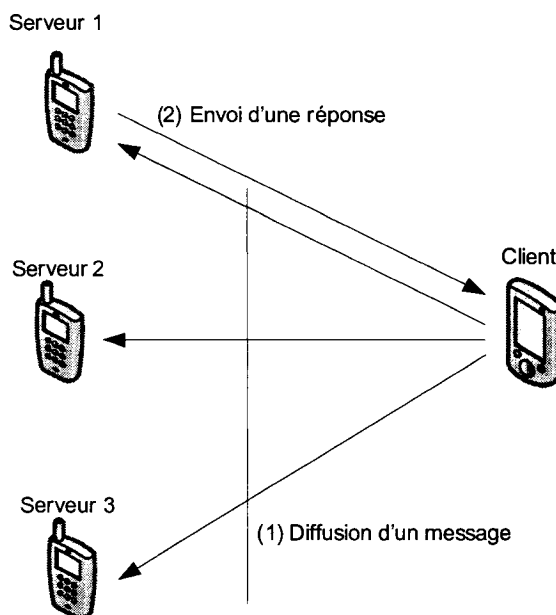 Serveur 1
(2) Envoi d'une réponse
Client
Serveur 2
Serveur 3
(1) Diffusion d'un message